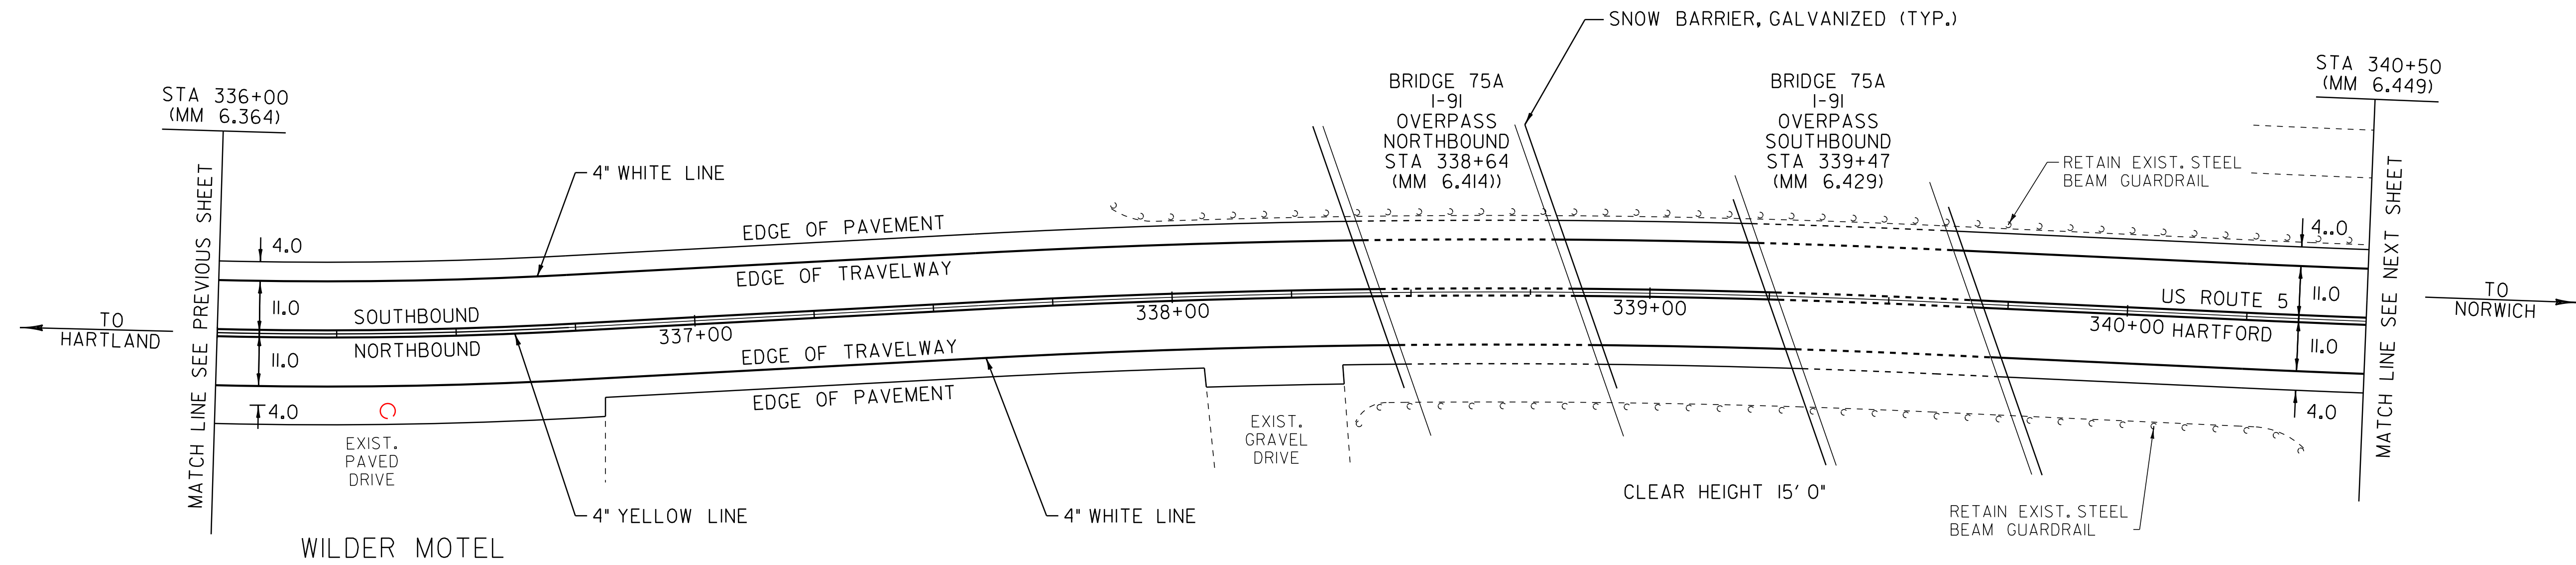 SNOW BARRIER, GALVANIZED (TYP.)
STA 336+00
(MM 6.364)
BRIDGE 75A
I-91
OVERPASS
NORTHBOUND
STA 338+64
(MM 6.414))
BRIDGE 75A
I-91
OVERPASS
SOUTHBOUND
STA 339+47
(MM 6.429)
STA 340+50
(MM 6.449)
RETAIN EXIST. STEEL
BEAM GUARDRAIL
4" WHITE LINE
MATCH LINE SEE PREVIOUS SHEET
MATCH LINE SEE NEXT SHEET
EDGE OF PAVEMENT
4.0
4..0
EDGE OF TRAVELWAY
11.0
SOUTHBOUND
US ROUTE 5
11.0
TO
HARTLAND
TO
NORWICH
337+00
338+00
339+00
340+00
HARTFORD
NORTHBOUND
11.0
EDGE OF TRAVELWAY
11.0
4.0
EDGE OF PAVEMENT
4.0
EXIST.
PAVED
DRIVE
EXIST.
GRAVEL
DRIVE
CLEAR HEIGHT 15' 0"
4" YELLOW LINE
4" WHITE LINE
RETAIN EXIST. STEEL
BEAM GUARDRAIL
WILDER MOTEL